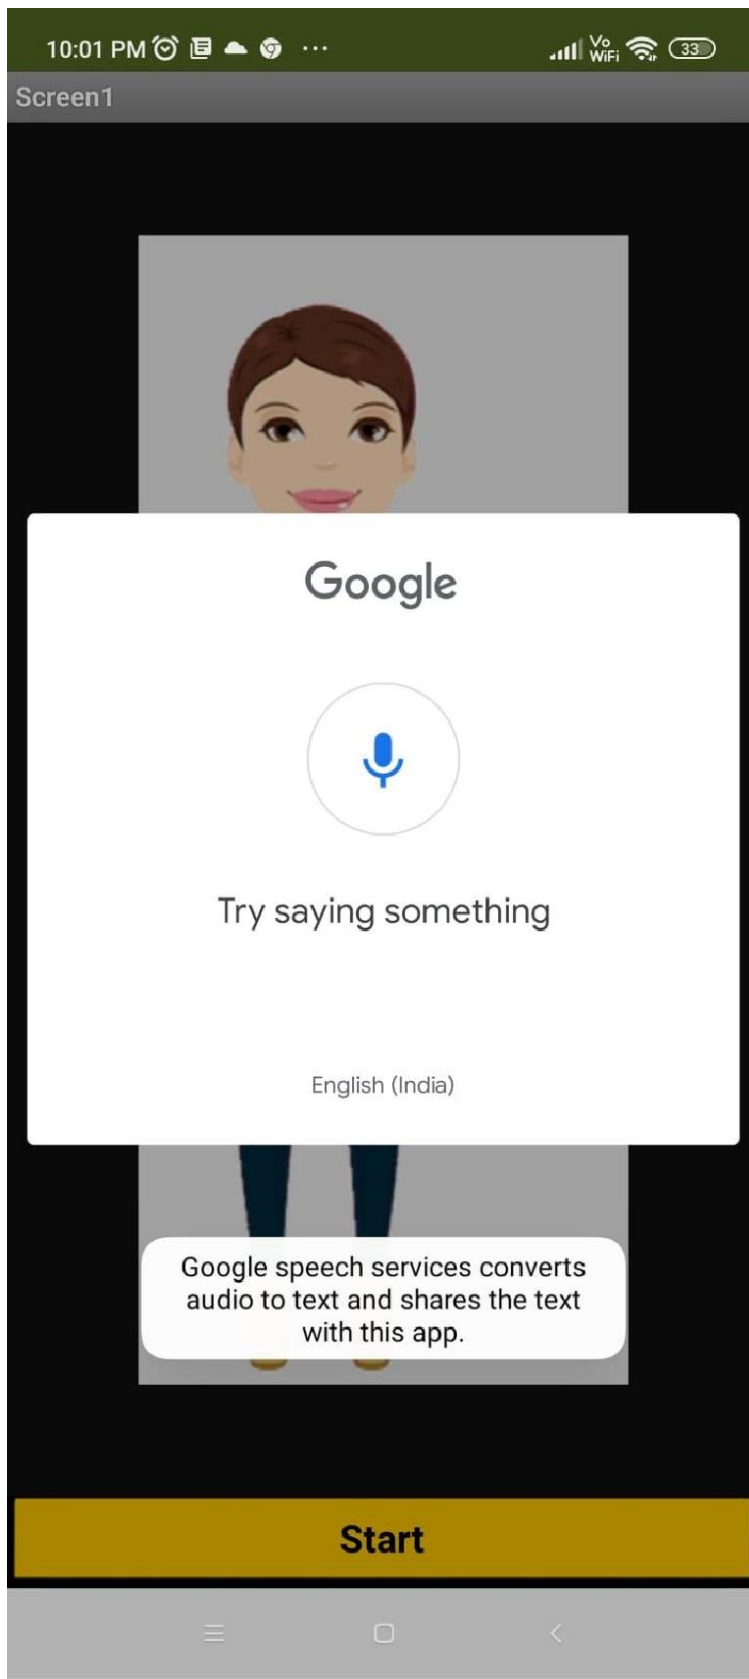 10:01 PM
Vo
WiFi
33
Screen1
Google
Try saying something
English (India)
Google speech services converts
audio to text and shares the text
with this app.
Start